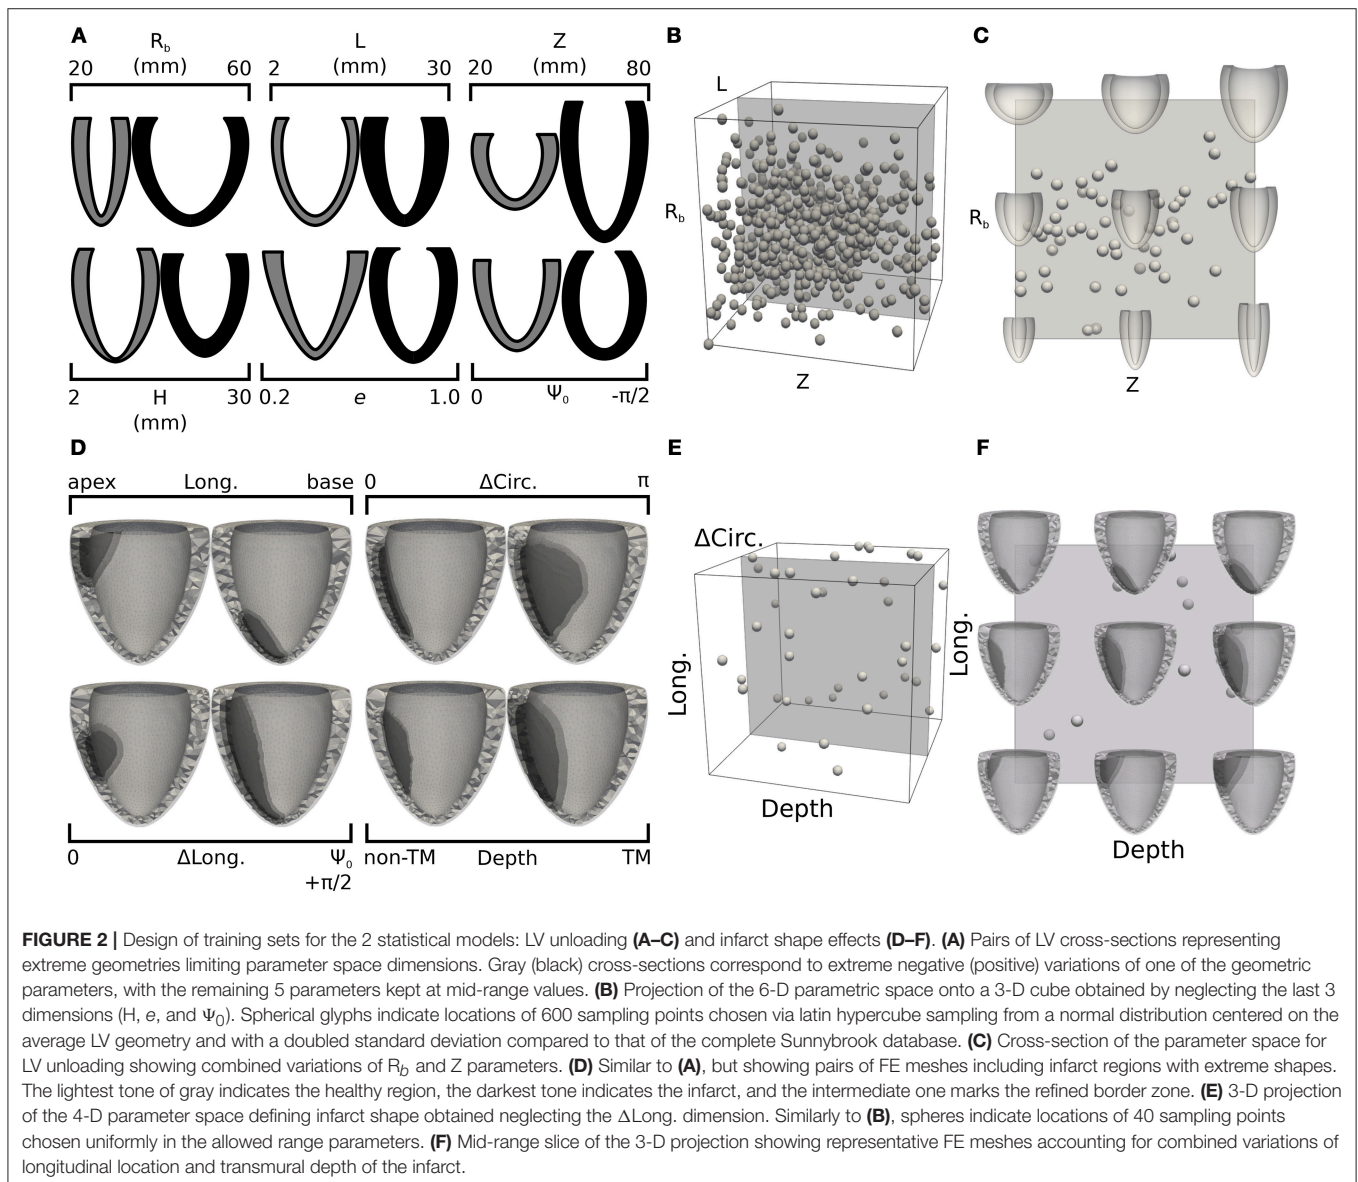 A
R_b
L
Z
20 (mm) 60
2 (mm) 30
20 (mm) 80
2 H 30
(mm)
0.2 e 1.0
0 Ψ₀ -π/2
B
L
R_b
Z
C
R_b
Z
D
apex Long. base
0 ΔCirc. π
0 ΔLong. Ψ₀
+π/2
non-TM Depth TM
E
ΔCirc.
Long.
Depth
F
Long.
Depth
FIGURE 2 | Design of training sets for the 2 statistical models: LV unloading (A–C) and infarct shape effects (D–F). (A) Pairs of LV cross-sections representing
extreme geometries limiting parameter space dimensions. Gray (black) cross-sections correspond to extreme negative (positive) variations of one of the geometric
parameters, with the remaining 5 parameters kept at mid-range values. (B) Projection of the 6-D parametric space onto a 3-D cube obtained by neglecting the last 3
dimensions (H, e, and Ψ₀). Spherical glyphs indicate locations of 600 sampling points chosen via latin hypercube sampling from a normal distribution centered on the
average LV geometry and with a doubled standard deviation compared to that of the complete Sunnybrook database. (C) Cross-section of the parameter space for
LV unloading showing combined variations of R_b and Z parameters. (D) Similar to (A), but showing pairs of FE meshes including infarct regions with extreme shapes.
The lightest tone of gray indicates the healthy region, the darkest tone indicates the infarct, and the intermediate one marks the refined border zone. (E) 3-D projection
of the 4-D parameter space defining infarct shape obtained neglecting the ΔLong. dimension. Similarly to (B), spheres indicate locations of 40 sampling points
chosen uniformly in the allowed range parameters. (F) Mid-range slice of the 3-D projection showing representative FE meshes accounting for combined variations of
longitudinal location and transmural depth of the infarct.